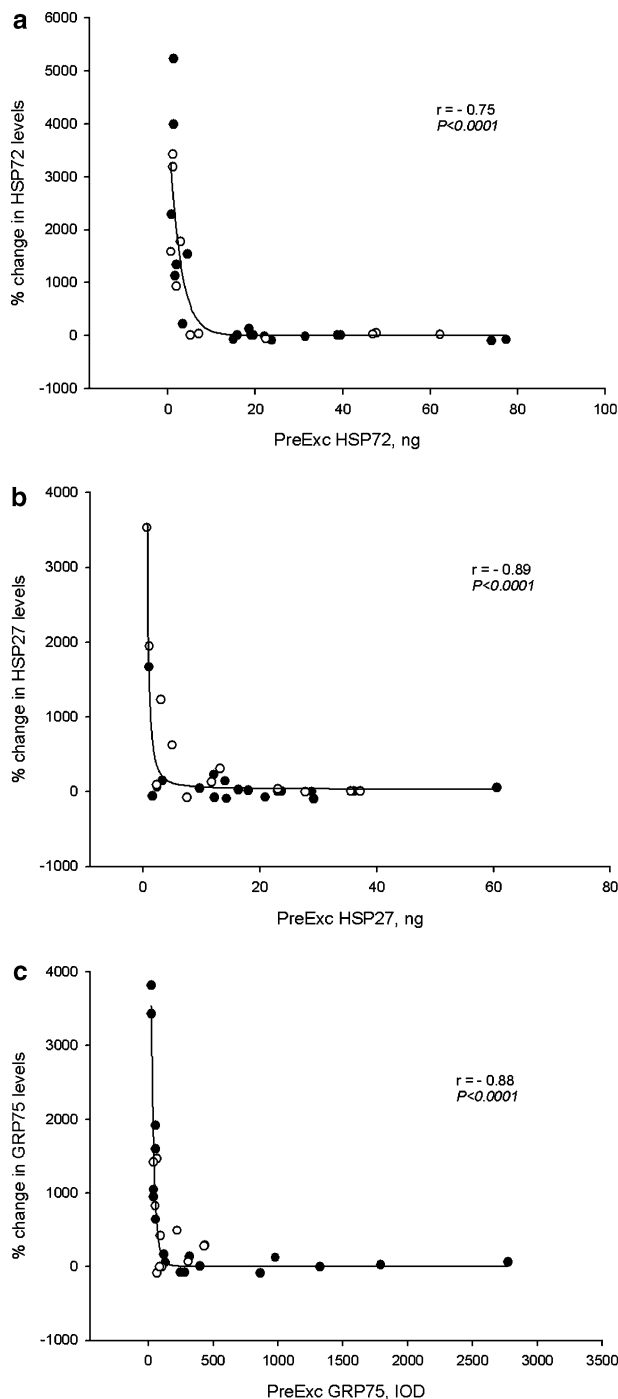 a
6000
5000
4000
3000
2000
1000
0
-1000
% change in HSP72 levels
r = - 0.75
P<0.0001
0 20 40 60 80 100
PreExc HSP72, ng
b
4000
3000
2000
1000
0
-1000
% change in HSP27 levels
r = - 0.89
P<0.0001
0 20 40 60 80
PreExc HSP27, ng
c
4000
3000
2000
1000
0
-1000
% change in GRP75 levels
r = - 0.88
P<0.0001
0 500 1000 1500 2000 2500 3000 3500
PreExc GRP75, IOD